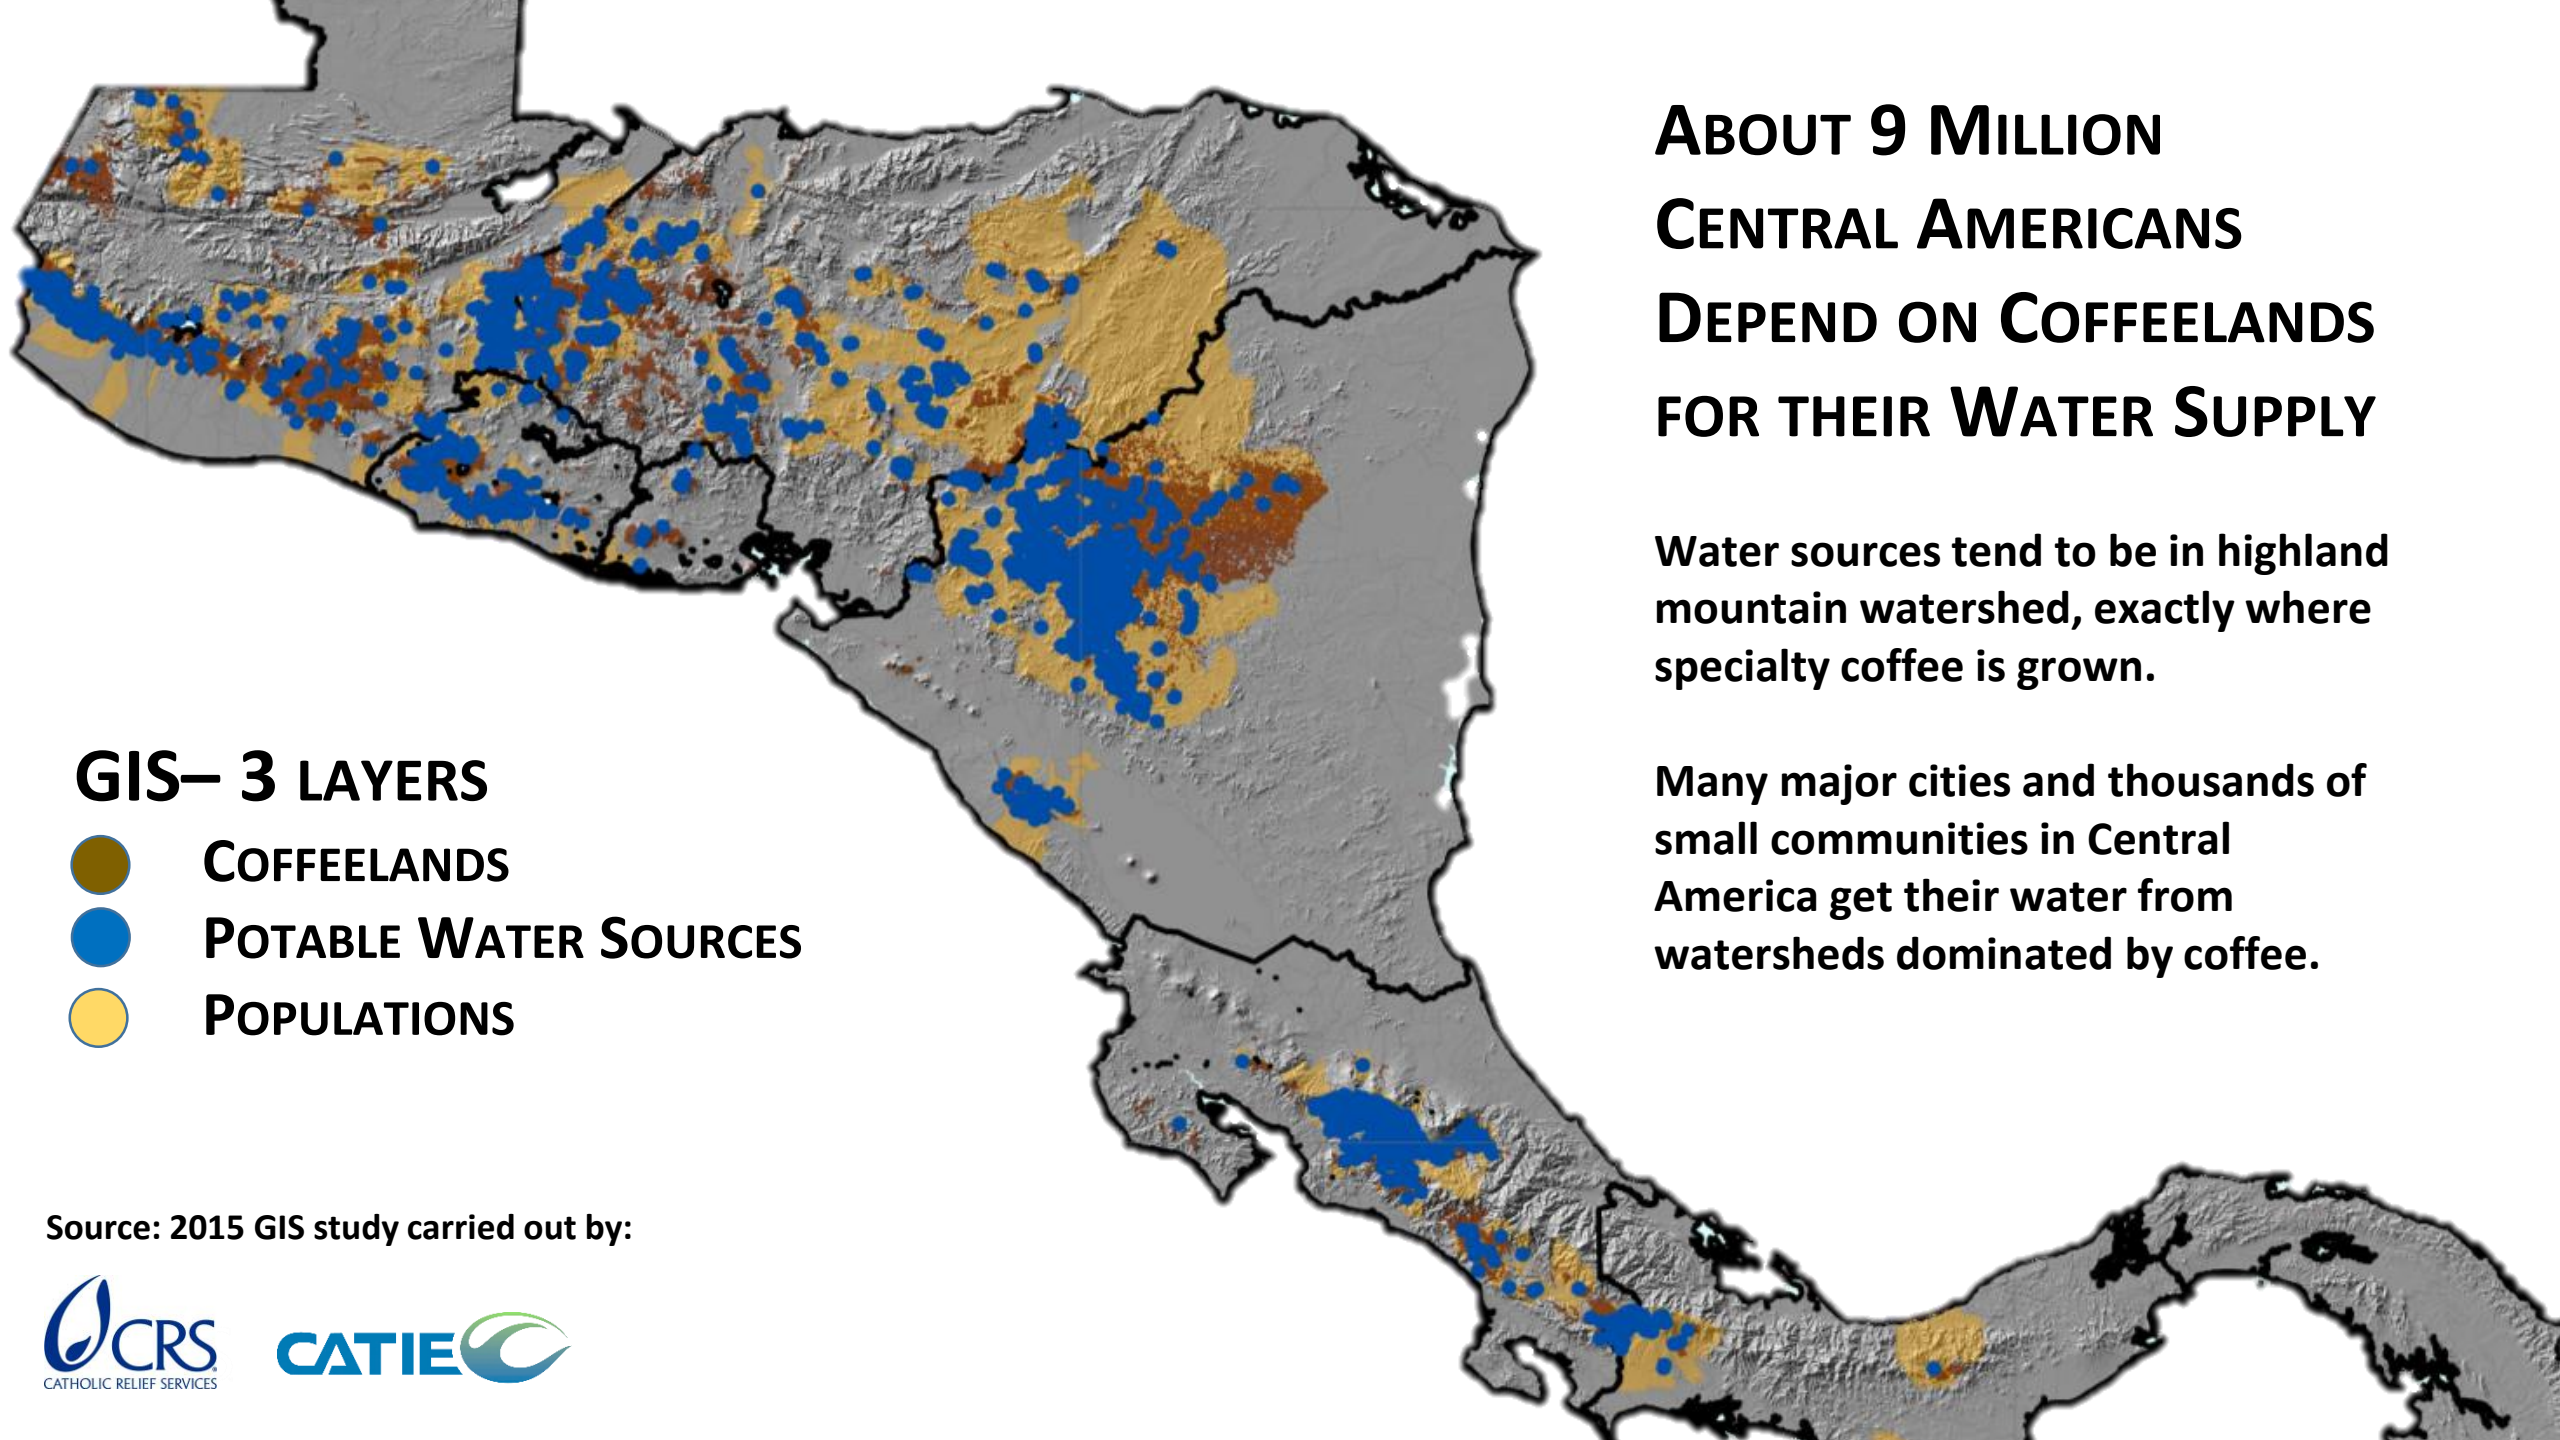 ABOUT 9 MILLION
CENTRAL AMERICANS
DEPEND ON COFFEELANDS
FOR THEIR WATER SUPPLY
Water sources tend to be in highland
mountain watershed, exactly where
specialty coffee is grown.
Many major cities and thousands of
small communities in Central
America get their water from
watersheds dominated by coffee.
GIS– 3 LAYERS
COFFEELANDS
POTABLE WATER SOURCES
POPULATIONS
Source: 2015 GIS study carried out by:
CRS
CATHOLIC RELIEF SERVICES
CATIE